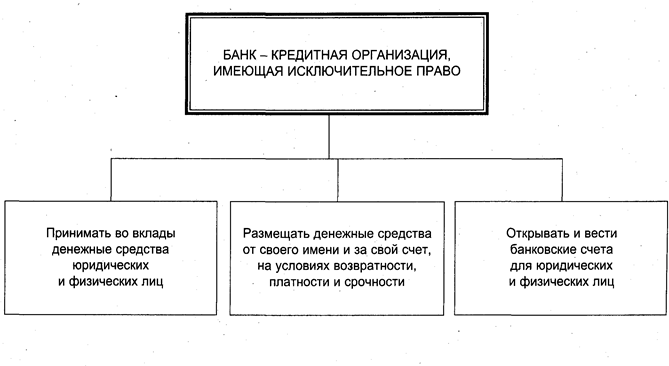 БАНК – КРЕДИТНАЯ ОРГАНИЗАЦИЯ,
ИМЕЮЩАЯ ИСКЛЮЧИТЕЛЬНОЕ ПРАВО
Принимать во вклады
денежные средства
юридических
и физических лиц
Размещать денежные средства
от своего имени и за свой счет,
на условиях возвратности,
платности и срочности
Открывать и вести
банковские счета
для юридических
и физических лиц